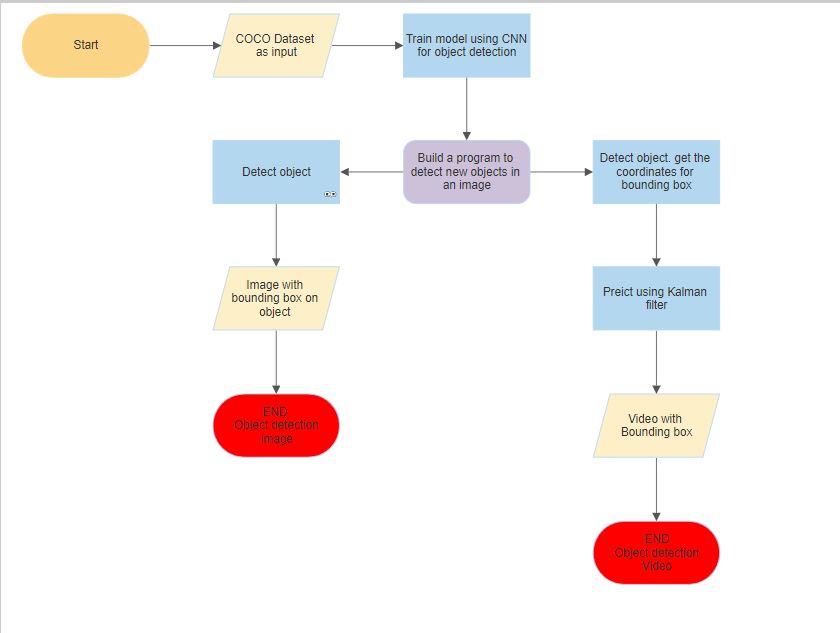 Start
COCO Dataset
as input
Train model using CNN
for object detection
Detect object
Build a program to
detect new objects in
an image
Detect object. get the
coordinates for
bounding box
Image with
bounding box on
object
Preict using Kalman
filter
END
Object detection
image
Video with
Bounding box
END
Object detection
Video